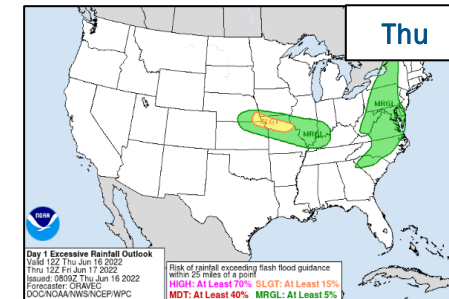 Thu
MRGL
SLGT
MRGL
NOAA
Day 1 Excessive Rainfall Outlook
Valid 12Z Thu Jun 16 2022
Thru 12Z Fri Jun 17 2022
Issued: 0809Z Thu Jun 16 2022
Forecaster: ORAVEC
DOC/NOAA/NWS/NCEP/WPC
Risk of rainfall exceeding flash flood guidance
within 25 miles of a point
HIGH: At Least 70% SLGT: At Least 15%
MDT: At Least 40% MRGL: At Least 5%